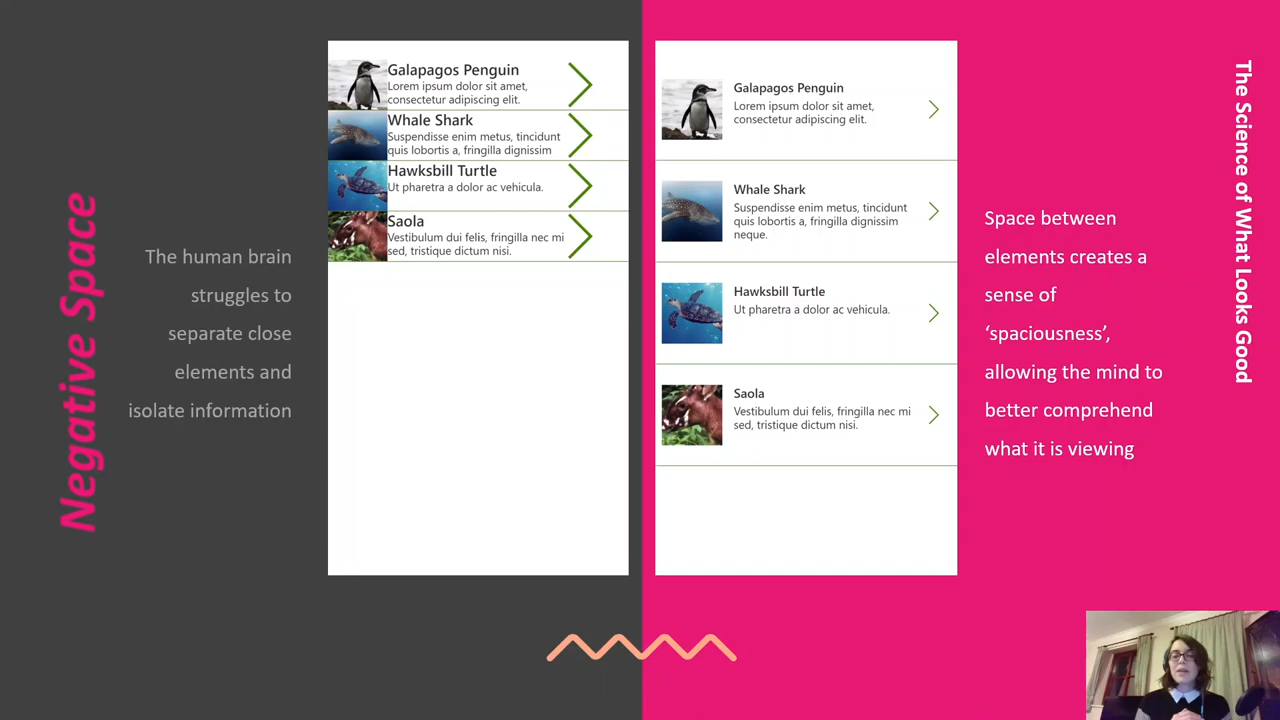 Negative Space
The human brain
struggles to
separate close
elements and
isolate information
Galapagos Penguin
Lorem ipsum dolor sit amet,
consectetur adipiscing elit.
Whale Shark
Suspendisse enim metus, tincidunt
quis lobortis a, fringilla dignissim
Hawksbill Turtle
Ut pharetra a dolor ac vehicula.
Saola
Vestibulum dui felis, fringilla nec mi
sed, tristique dictum nisi.
Galapagos Penguin
Lorem ipsum dolor sit amet,
consectetur adipiscing elit.
Whale Shark
Suspendisse enim metus, tincidunt
quis lobortis a, fringilla dignissim
neque.
Hawksbill Turtle
Ut pharetra a dolor ac vehicula.
Saola
Vestibulum dui felis, fringilla nec mi
sed, tristique dictum nisi.
Space between
elements creates a
sense of
‘spaciousness’,
allowing the mind to
better comprehend
what it is viewing
The Science of What Looks Good